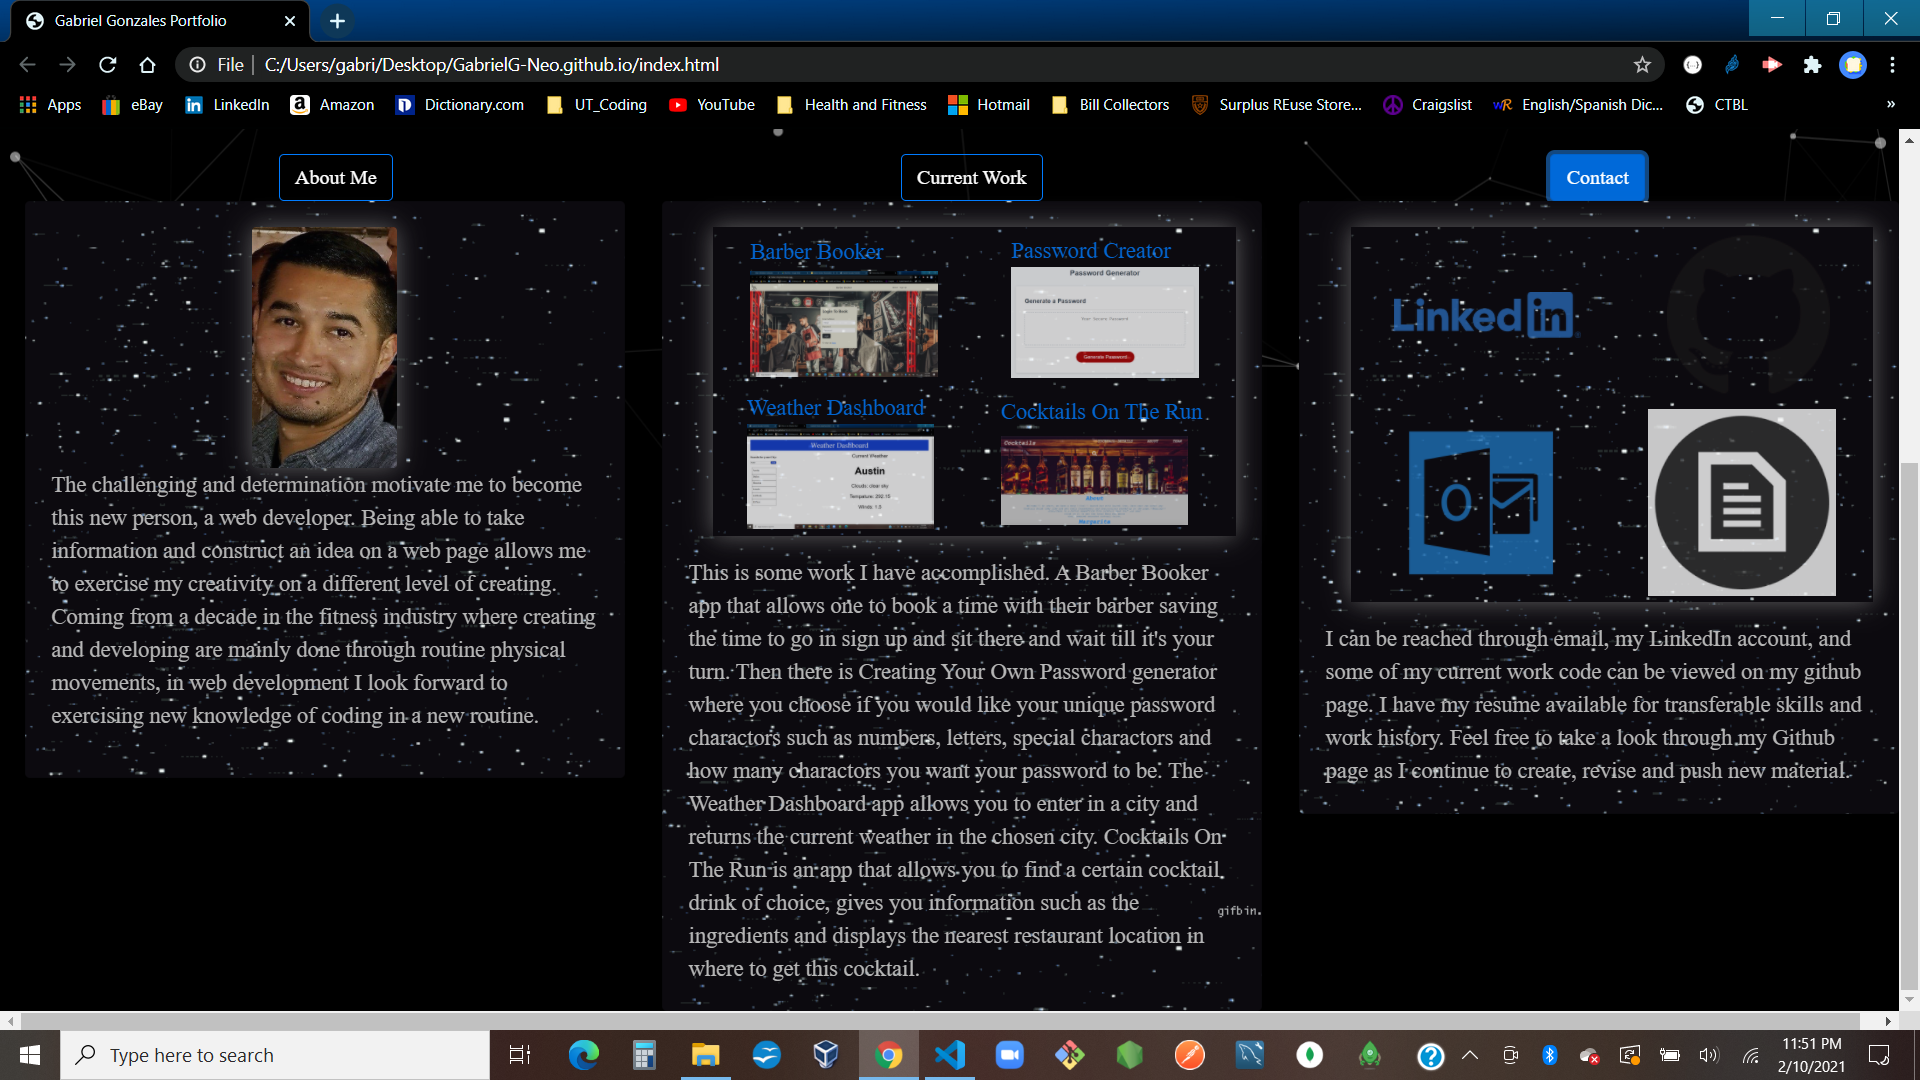 Gabriel Gonzales Portfolio
File | C:/Users/gabri/Desktop/GabrielG-Neo.github.io/index.html
Apps eBay LinkedIn Amazon Dictionary.com UT_Coding YouTube Health and Fitness Hotmail Bill Collectors Surplus REuse Store... Craigslist English/Spanish Dic... CTBL »
About Me
The challenging and determination motivate me to become
this new person, a web developer. Being able to take
information and construct an idea on a web page allows me
to exercise my creativity on a different level of creating.
Coming from a decade in the fitness industry where creating
and developing are mainly done through routine physical
movements, in web development I look forward to
exercising new knowledge of coding in a new routine.
Current Work
Barber Booker
Password Creator
Password Generator
Generate a Password
Your Secure Password
Generate Password
Weather Dashboard
Weather Dashboard
Current Weather
Austin
Clouds: clear sky
Winds: 1.5
Cocktails On The Run
Cocktails
About
Margarita
This is some work I have accomplished. A Barber Booker
app that allows one to book a time with their barber saving
the time to go in sign up and sit there and wait till it's your
turn. Then there is Creating Your Own Password generator
where you choose if you would like your unique password
charactors such as numbers, letters, special charactors and
how many charactors you want your password to be. The
Weather Dashboard app allows you to enter in a city and
returns the current weather in the chosen city. Cocktails On
The Run is an app that allows you to find a certain cocktail
drink of choice, gives you information such as the
ingredients and displays the nearest restaurant location in
where to get this cocktail.
gifbin.
Contact
Linked in
I can be reached through email, my LinkedIn account, and
some of my current work code can be viewed on my github
page. I have my resume available for transferable skills and
work history. Feel free to take a look through my Github
page as I continue to create, revise and push new material.
Type here to search
11:51 PM
2/10/2021